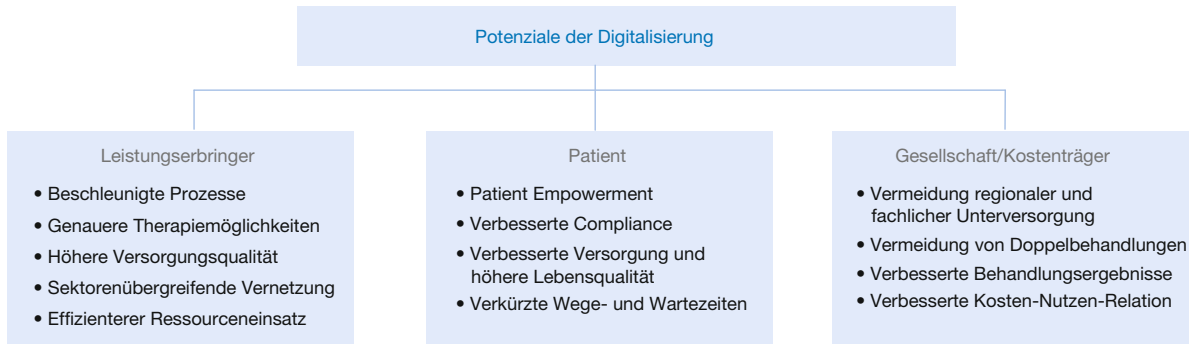 Potenziale der Digitalisierung
Leistungserbringer
• Beschleunigte Prozesse
• Genauere Therapiemöglichkeiten
• Höhere Versorgungsqualität
• Sektorenübergreifende Vernetzung
• Effizienterer Ressourceneinsatz
Patient
• Patient Empowerment
• Verbesserte Compliance
• Verbesserte Versorgung und
höhere Lebensqualität
• Verkürzte Wege- und Wartezeiten
Gesellschaft/Kostenträger
• Vermeidung regionaler und
fachlicher Unterversorgung
• Vermeidung von Doppelbehandlungen
• Verbesserte Behandlungsergebnisse
• Verbesserte Kosten-Nutzen-Relation